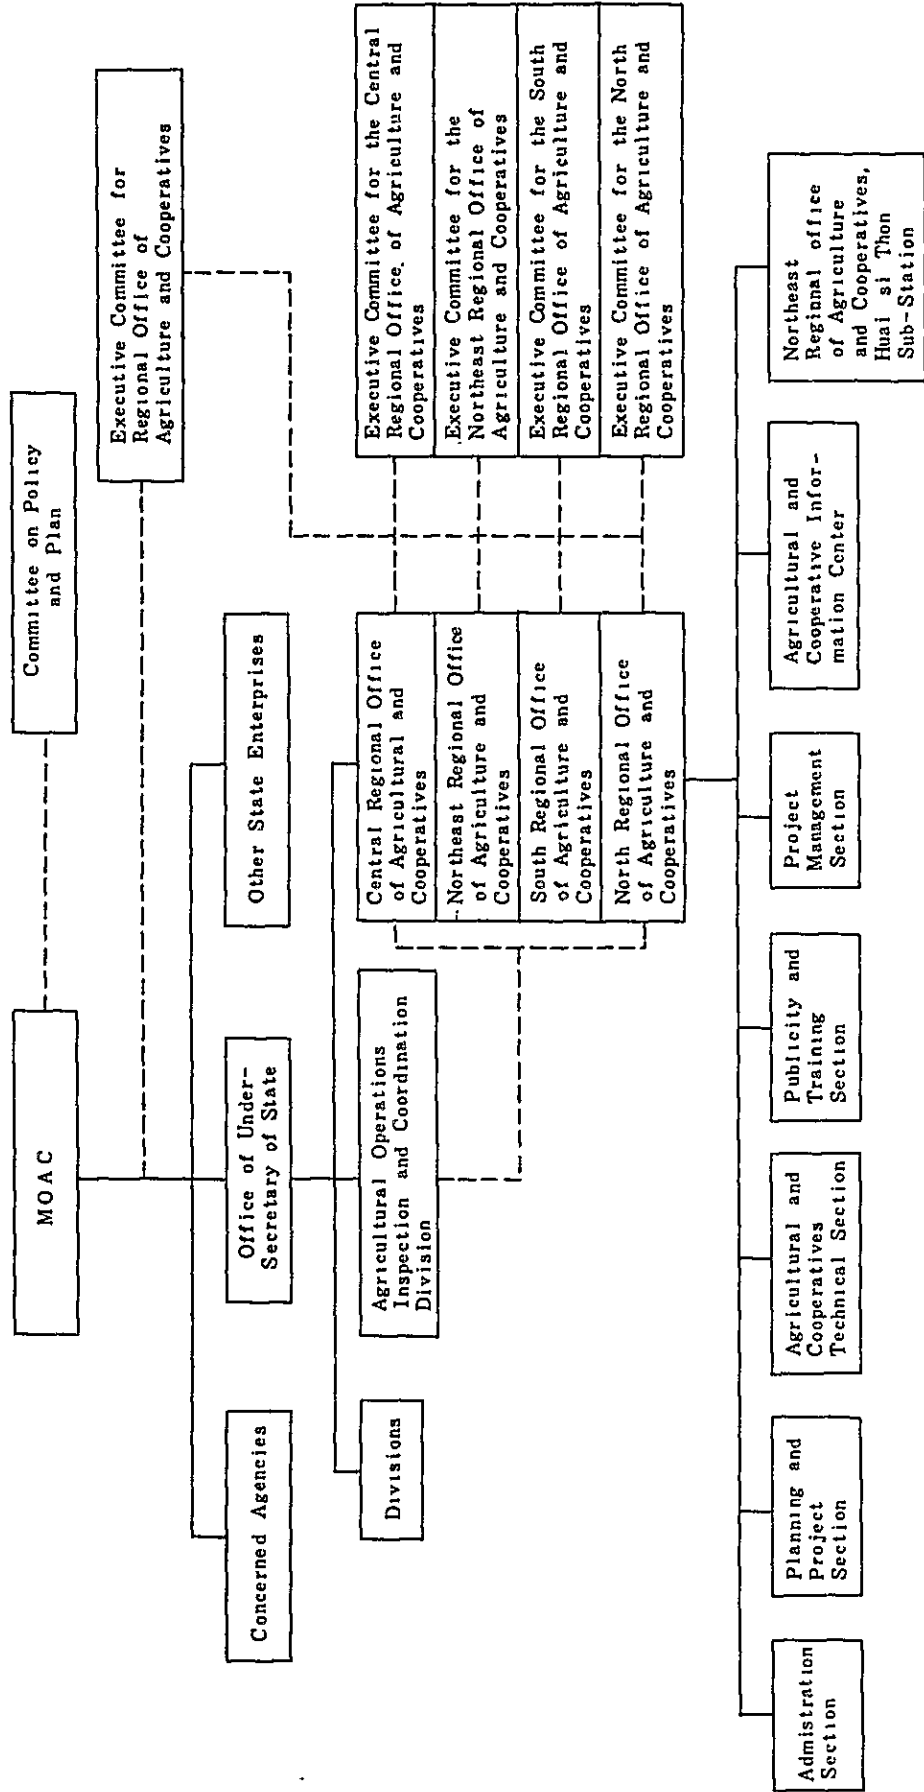 MOAC
Committee on Policy
and Plan
Executive Committee for
Regional Office of
Agriculture and Cooperatives
Concerned Agencies
Office of Under-
Secretary of State
Other State Enterprises
Divisions
Agricultural Operations
Inspection and Coordination
Division
Central Regional Office
of Agricultural and
Cooperatives
Northeast Regional Office
of Agriculture and
Cooperatives
South Regional Office
of Agriculture and
Cooperatives
North Regional Office
of Agriculture and
Cooperatives
Executive Committee for the Central
Regional Office. of Agriculture and
Cooperatives
.Executive Committee for the
Northeast Regional Office of
Agriculture and Cooperatives
Executive Committee for the South
Regional Office of Agriculture and
Cooperatives
Executive Committee for the North
Regional Office of Agriculture and
Cooperatives
Admistration
Section
Planning and
Project
Section
Agricultural and
Cooperatives
Technical Section
Publicity and
Training
Section
Project
Management
Section
Agricultural and
Cooperative Infor-
mation Center
Northeast
Regional office
of Agriculture
and Cooperatives,
Huai si Thon
Sub-Station